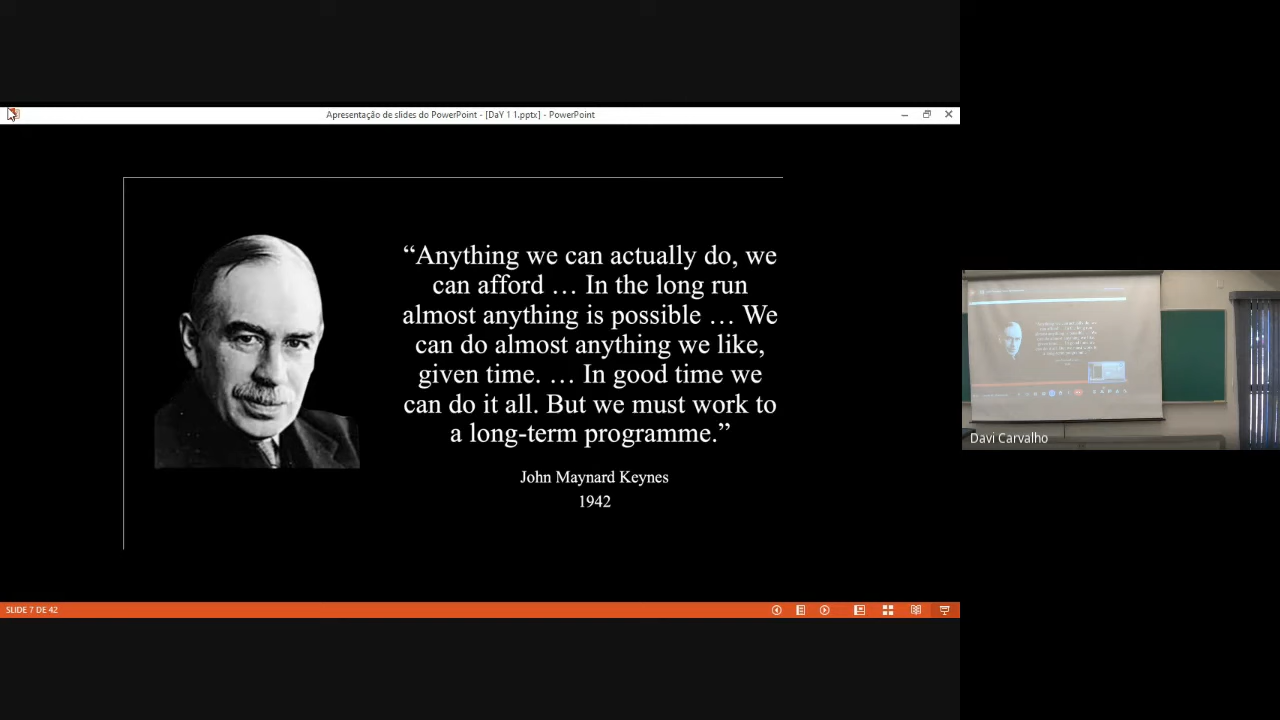 Apresentação de slides do PowerPoint - [DaY 1 1.pptx] - PowerPoint
“Anything we can actually do, we
can afford … In the long run
almost anything is possible … We
can do almost anything we like,
given time. … In good time we
can do it all. But we must work to
a long-term programme.”
John Maynard Keynes
1942
Davi Carvalho
SLIDE 7 DE 42